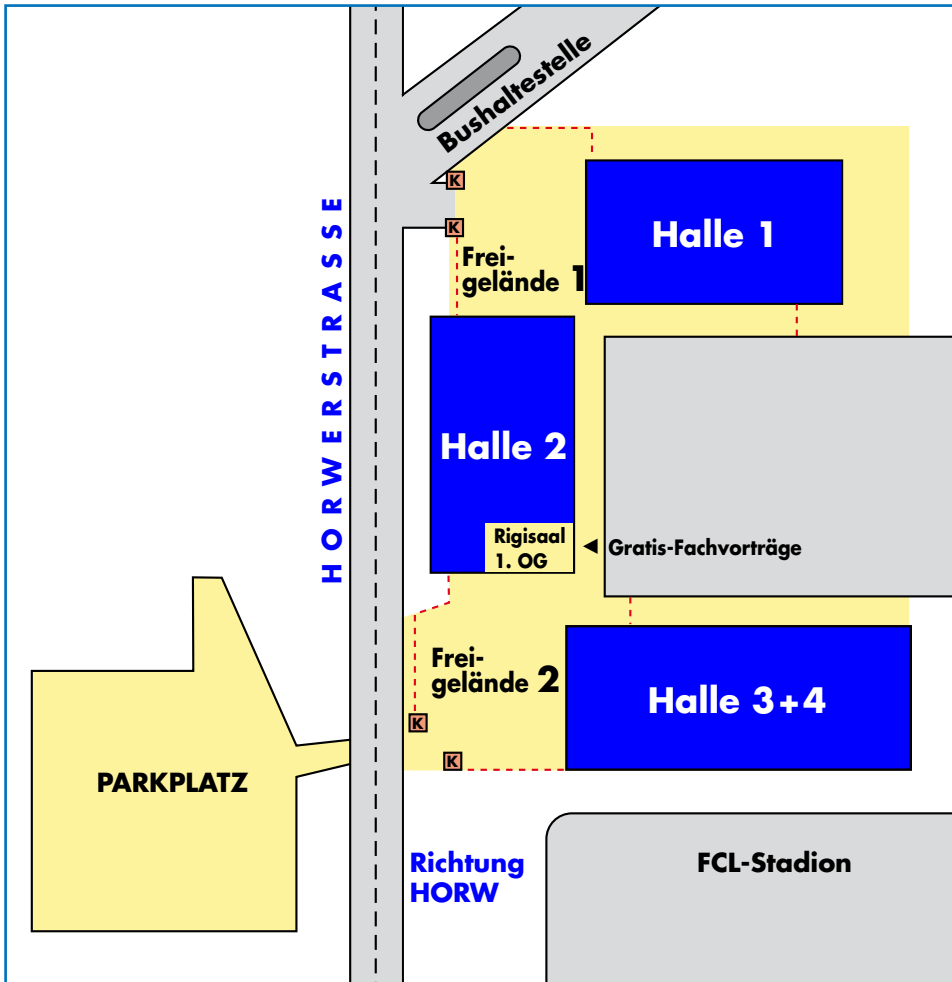 Bushaltestelle
K
K
Halle 1
Frei-
gelände 1
HORWERSTRASSE
Halle 2
Rigisaal
1. OG
Gratis-Fachvorträge
Frei-
gelände 2
K
K
Halle 3+4
PARKPLATZ
Richtung
HORW
FCL-Stadion